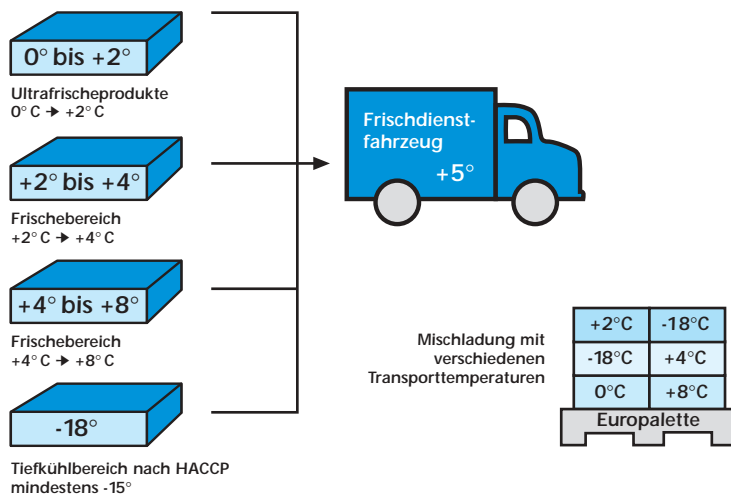 0° bis +2°
Ultrafrischeprodukte
0° C → +2° C
+2° bis +4°
Frischebereich
+2° C → +4° C
+4° bis +8°
Frischebereich
+4° C → +8° C
-18°
Tiefkühlbereich nach HACCP
mindestens -15°
Frischdienst-
fahrzeug
+5°
Mischladung mit
verschiedenen
Transporttemperaturen
+2°C -18°C
-18°C +4°C
0°C +8°C
Europalette